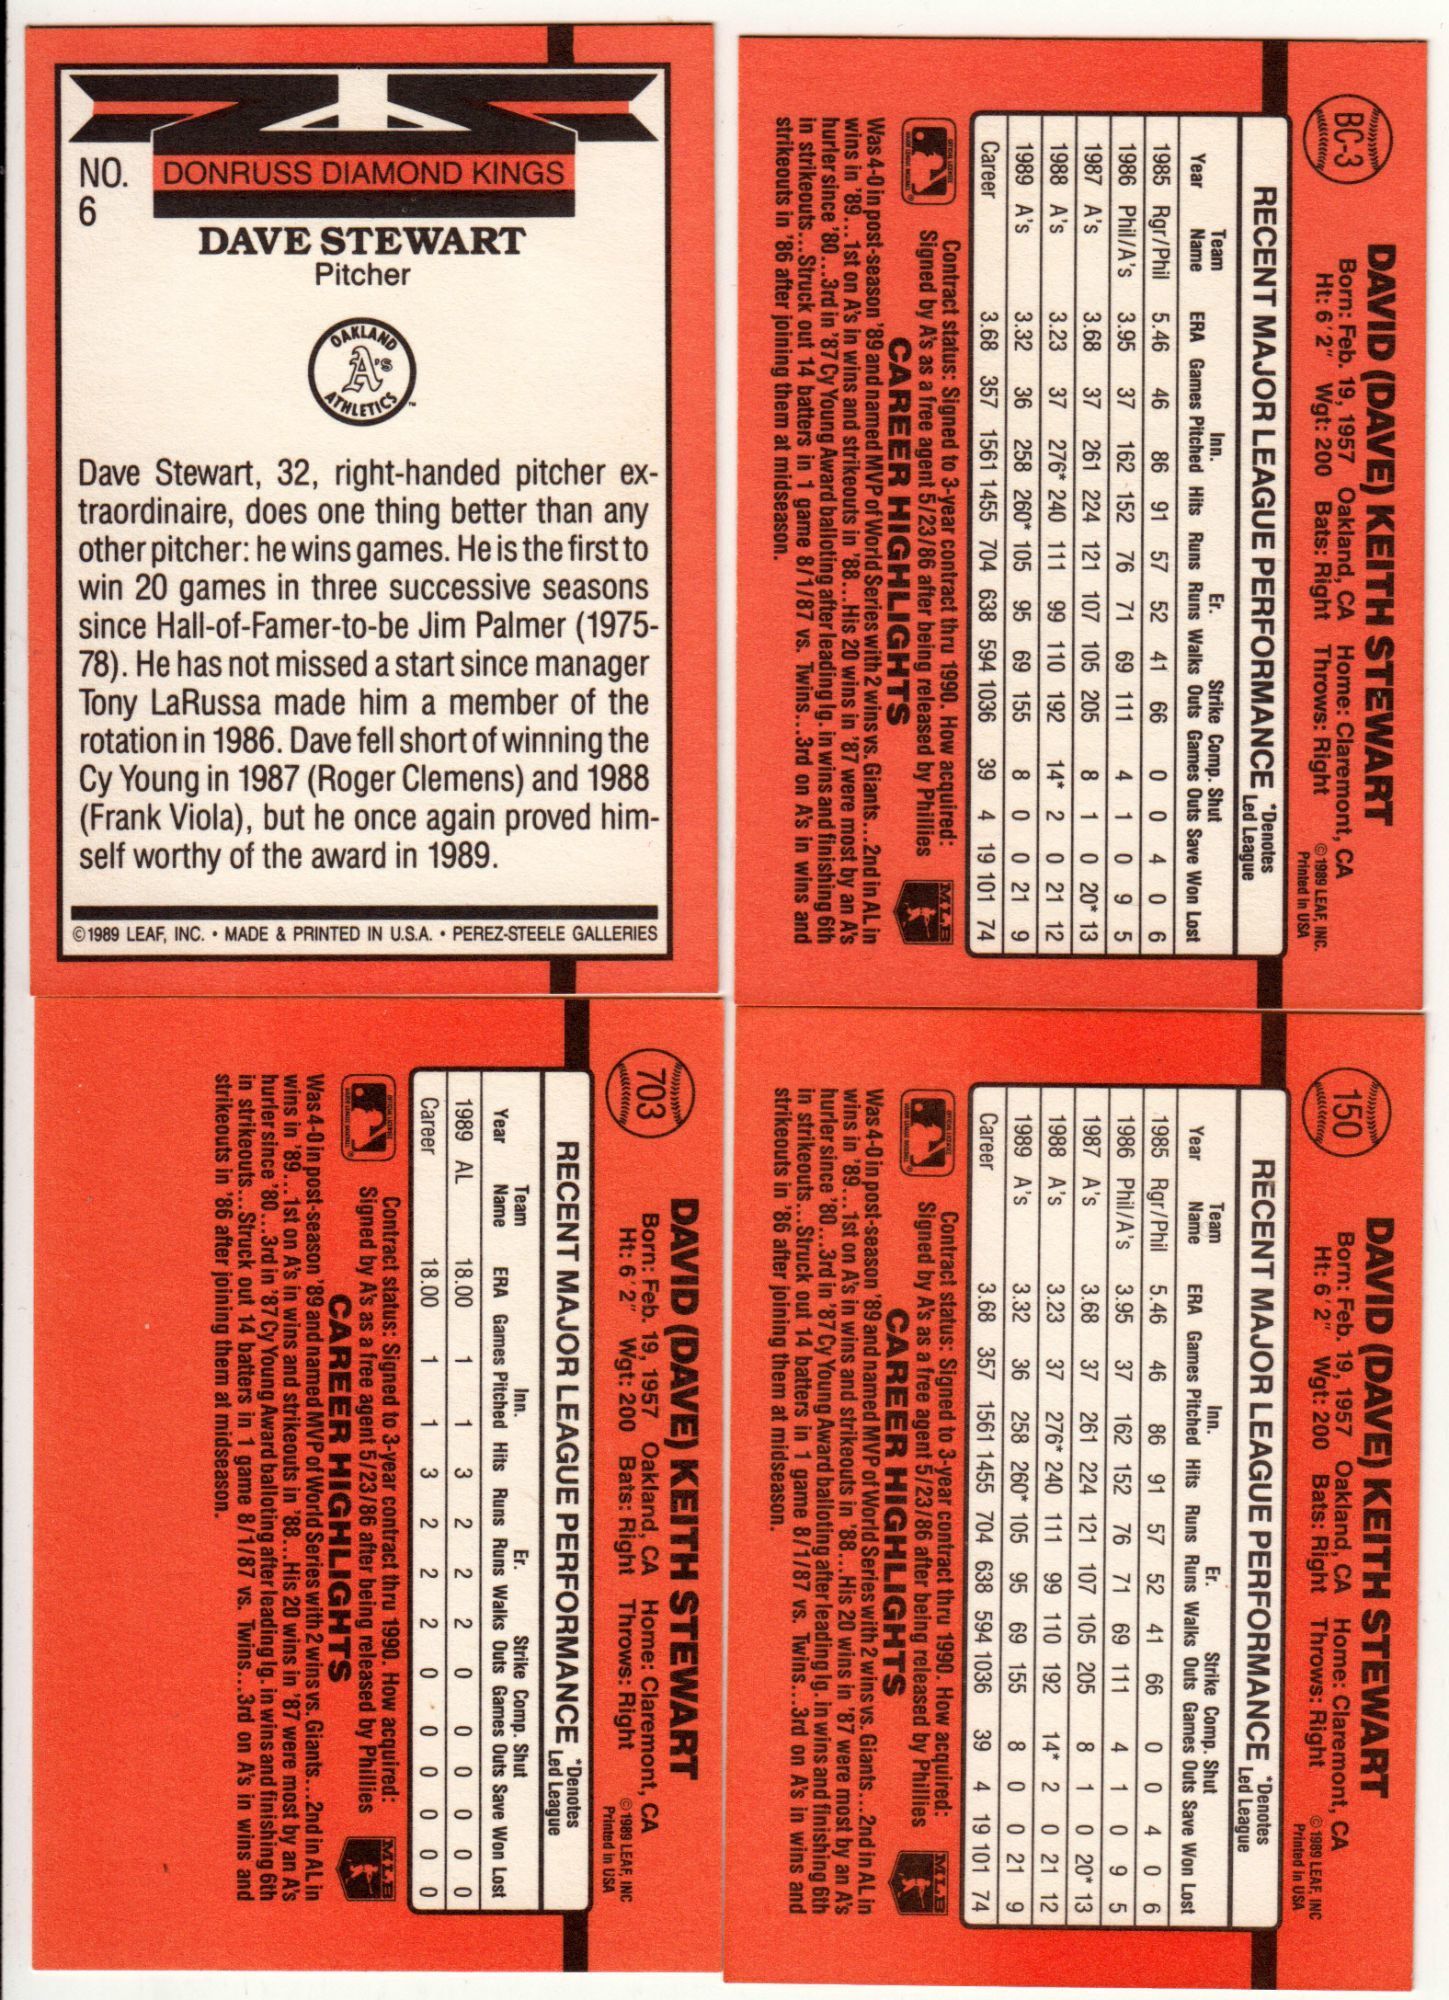 NO.
6
DONRUSS DIAMOND KINGS
DAVE STEWART
Pitcher
OAKLAND
A's
ATHLETICS
™
Dave Stewart, 32, right-handed pitcher ex-
traordinaire, does one thing better than any
other pitcher: he wins games. He is the first to
win 20 games in three successive seasons
since Hall-of-Famer-to-be Jim Palmer (1975-
78). He has not missed a start since manager
Tony LaRussa made him a member of the
rotation in 1986. Dave fell short of winning the
Cy Young in 1987 (Roger Clemens) and 1988
(Frank Viola), but he once again proved him-
self worthy of the award in 1989.
©1989 LEAF, INC. • MADE & PRINTED IN U.S.A. • PEREZ-STEELE GALLERIES
BC-3
DAVID (DAVE) KEITH STEWART
Born: Feb. 19, 1957 Oakland, CA Home: Claremont, CA
Ht: 6'2" Wgt: 200 Bats: Right Throws: Right
©1989 LEAF, INC.
Printed in USA
RECENT MAJOR LEAGUE PERFORMANCE *Denotes Led League
Year Team Name ERA Games Inn. Pitched Hits Runs Er. Runs Walks Strike Outs Comp. Games Shut Outs Save Won Lost
1985 Rgr/Phil 5.46 46 86 91 57 52 41 66 0 0 4 0 6
1986 Phil/A's 3.95 37 162 152 76 71 69 111 4 1 0 9 5
1987 A's 3.68 37 261 224 121 107 105 205 8 1 0 20* 13
1988 A's 3.23 37 276* 240 111 99 110 192 14* 2 0 21 12
1989 A's 3.32 36 258 260* 105 95 69 155 8 0 0 21 9
Career 3.68 357 1561 1455 704 638 594 1036 39 4 19 101 74
Contract status: Signed to 3-year contract thru 1990. How acquired:
Signed by A's as a free agent 5/23/86 after being released by Phillies
MLB
CAREER HIGHLIGHTS
Was 4-0 in post-season '89 and named MVP of World Series with 2 wins vs. Giants...2nd in AL in
wins in '89...1st on A's in wins and strikeouts in '88...His 20 wins in '87 were most by an A's
hurler since '80...3rd in '87 Cy Young Award balloting after leading lg. in wins and finishing 6th
in strikeouts...Struck out 14 batters in 1 game 8/1/87 vs. Twins...3rd on A's in wins and
strikeouts in '86 after joining them at midseason.
703
DAVID (DAVE) KEITH STEWART
Born: Feb. 19, 1957 Oakland, CA Home: Claremont, CA
Ht: 6'2" Wgt: 200 Bats: Right Throws: Right
©1989 LEAF, INC
Printed in USA
RECENT MAJOR LEAGUE PERFORMANCE *Denotes Led League
Year Team Name ERA Games Inn. Pitched Hits Runs Er. Runs Walks Strike Outs Comp. Games Shut Outs Save Won Lost
1989 AL 18.00 1 1 3 2 2 2 0 0 0 0 0 0
Career 18.00 1 1 3 2 2 2 0 0 0 0 0 0
Contract status: Signed to 3-year contract thru 1990. How acquired:
Signed by A's as a free agent 5/23/86 after being released by Phillies
MLB
CAREER HIGHLIGHTS
Was 4-0 in post-season '89 and named MVP of World Series with 2 wins vs. Giants...2nd in AL in
wins in '89...1st on A's in wins and strikeouts in '88...His 20 wins in '87 were most by an A's
hurler since '80...3rd in '87 Cy Young Award balloting after leading lg. in wins and finishing 6th
in strikeouts...Struck out 14 batters in 1 game 8/1/87 vs. Twins...3rd on A's in wins and
strikeouts in '86 after joining them at midseason.
150
DAVID (DAVE) KEITH STEWART
Born: Feb. 19, 1957 Oakland, CA Home: Claremont, CA
Ht: 6'2" Wgt: 200 Bats: Right Throws: Right
©1989 LEAF, INC
Printed in USA
RECENT MAJOR LEAGUE PERFORMANCE *Denotes Led League
Year Team Name ERA Games Inn. Pitched Hits Runs Er. Runs Walks Strike Outs Comp. Games Shut Outs Save Won Lost
1985 Rgr/Phil 5.46 46 86 91 57 52 41 66 0 0 4 0 6
1986 Phil/A's 3.95 37 162 152 76 71 69 111 4 1 0 9 5
1987 A's 3.68 37 261 224 121 107 105 205 8 1 0 20* 13
1988 A's 3.23 37 276* 240 111 99 110 192 14* 2 0 21 12
1989 A's 3.32 36 258 260* 105 95 69 155 8 0 0 21 9
Career 3.68 357 1561 1455 704 638 594 1036 39 4 19 101 74
Contract status: Signed to 3-year contract thru 1990. How acquired:
Signed by A's as a free agent 5/23/86 after being released by Phillies
MLB
CAREER HIGHLIGHTS
Was 4-0 in post-season '89 and named MVP of World Series with 2 wins vs. Giants...2nd in AL in
wins in '89...1st on A's in wins and strikeouts in '88...His 20 wins in '87 were most by an A's
hurler since '80...3rd in '87 Cy Young Award balloting after leading lg. in wins and finishing 6th
in strikeouts...Struck out 14 batters in 1 game 8/1/87 vs. Twins...3rd on A's in wins and
strikeouts in '86 after joining them at midseason.